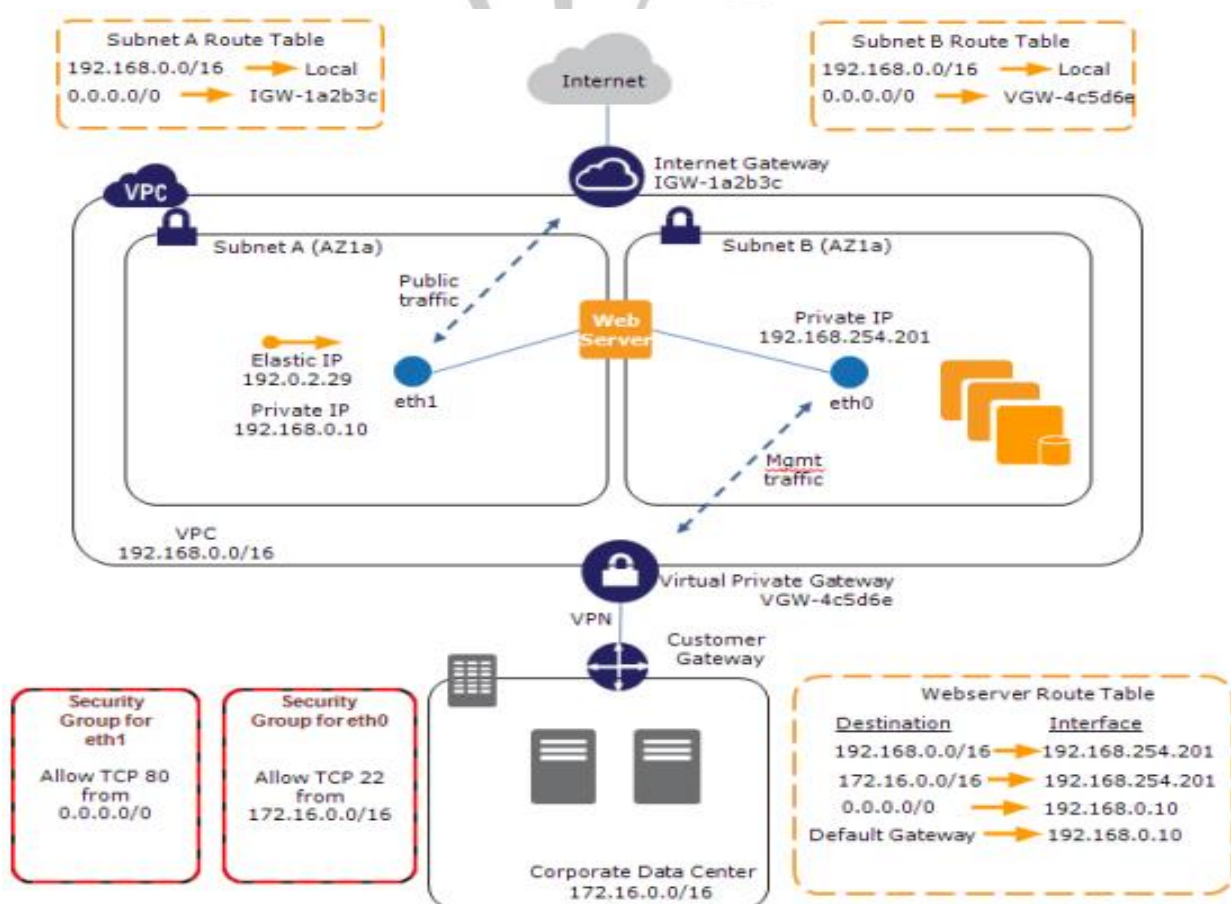 Subnet A Route Table
192.168.0.0/16 Local
0.0.0.0/0 IGW-1a2b3c
Internet
Subnet B Route Table
192.168.0.0/16 Local
0.0.0.0/0 VGW-4c5d6e
Internet Gateway
IGW-1a2b3c
VPC
Subnet A (AZ1a)
Public
traffic
Elastic IP
192.0.2.29
Private IP
192.168.0.10
eth1
Web
Server
Subnet B (AZ1a)
Private IP
192.168.254.201
eth0
Mgmt
traffic
VPC
192.168.0.0/16
Virtual Private Gateway
VGW-4c5d6e
VPN
Customer
Gateway
Security
Group for
eth1
Allow TCP 80
from
0.0.0.0/0
Security
Group for eth0
Allow TCP 22
from
172.16.0.0/16
Corporate Data Center
172.16.0.0/16
Webserver Route Table
Destination Interface
192.168.0.0/16 192.168.254.201
172.16.0.0/16 192.168.254.201
0.0.0.0/0 192.168.0.10
Default Gateway 192.168.0.10